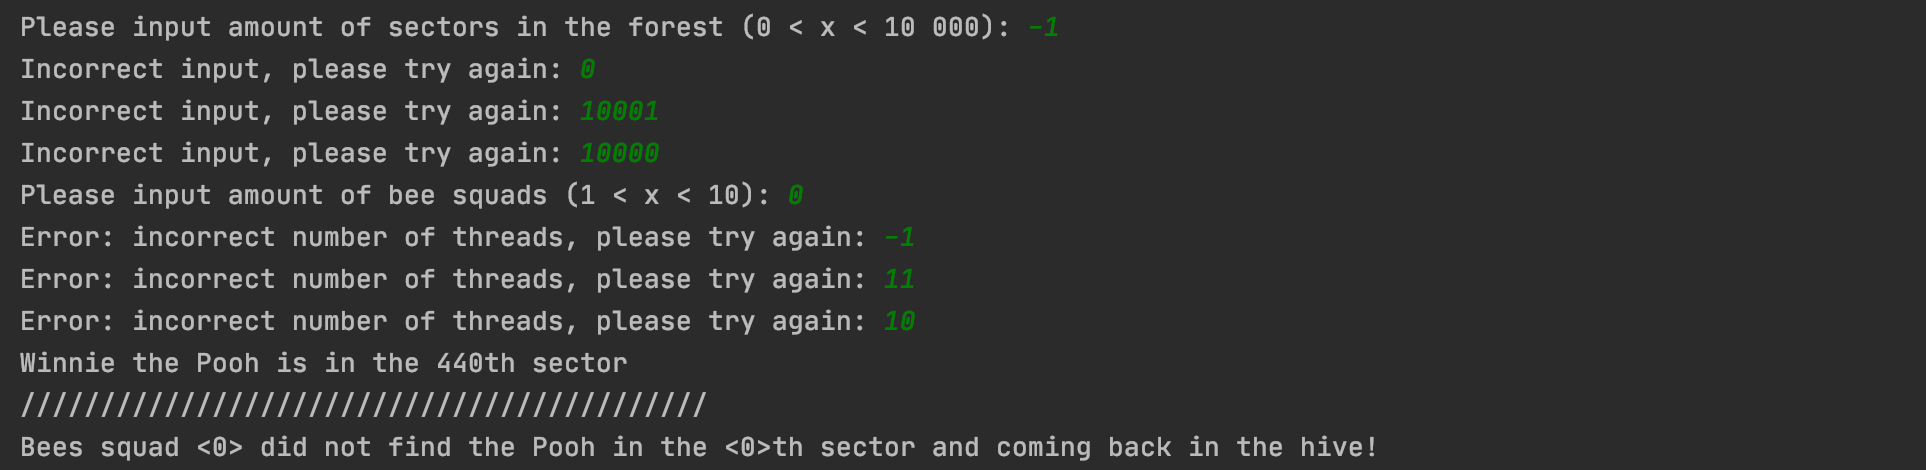 Please input amount of sectors in the forest (0 < x < 10 000): -1
Incorrect input, please try again: 0
Incorrect input, please try again: 10001
Incorrect input, please try again: 10000
Please input amount of bee squads (1 < x < 10): 0
Error: incorrect number of threads, please try again: -1
Error: incorrect number of threads, please try again: 11
Error: incorrect number of threads, please try again: 10
Winnie the Pooh is in the 440th sector
///////////////////////////////////////////
Bees squad <0> did not find the Pooh in the <0>th sector and coming back in the hive!